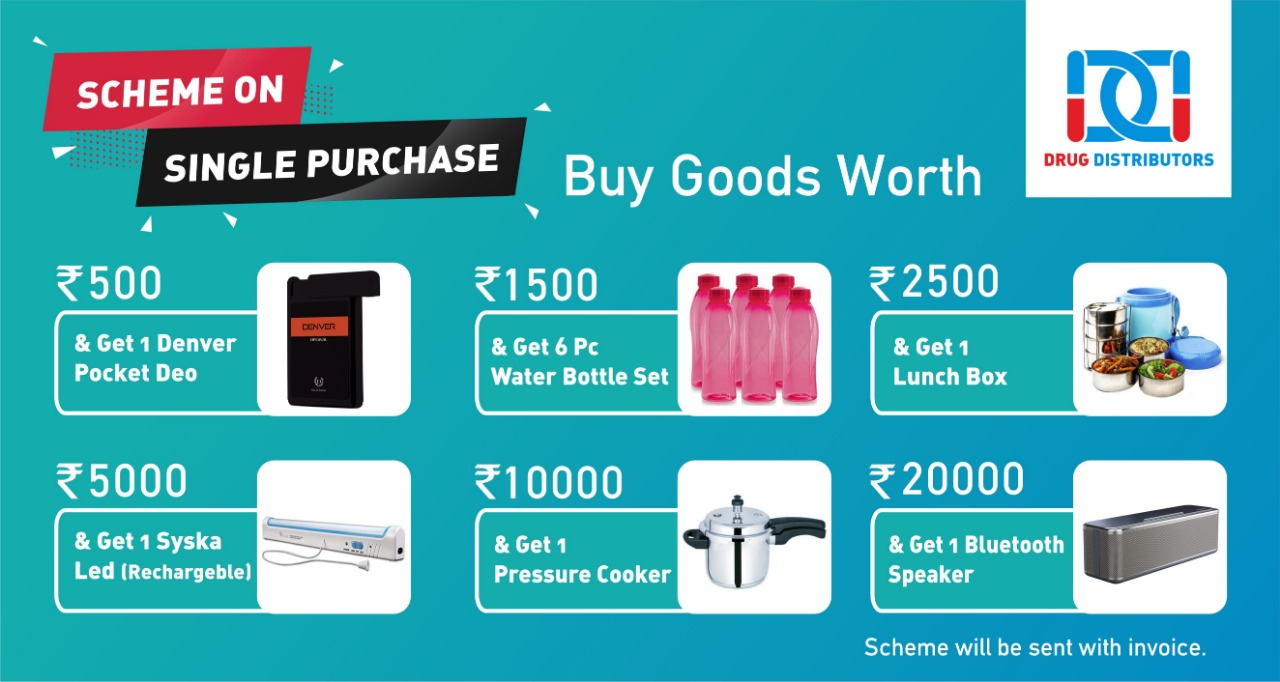 SCHEME ON
SINGLE PURCHASE
Buy Goods Worth
DRUG DISTRIBUTORS
₹500
& Get 1 Denver
Pocket Deo
DENVER
₹1500
& Get 6 Pc
Water Bottle Set
₹2500
& Get 1
Lunch Box
₹5000
& Get 1 Syska
Led (Rechargeble)
₹10000
& Get 1
Pressure Cooker
₹20000
& Get 1 Bluetooth
Speaker
Scheme will be sent with invoice.